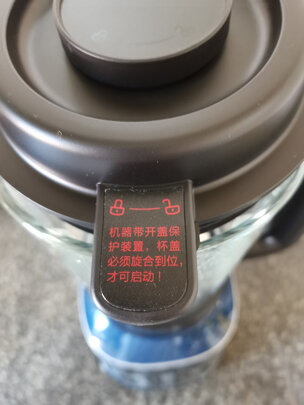 机器带开盖保
护装置，杯盖
必须旋合到位，
才可启动！